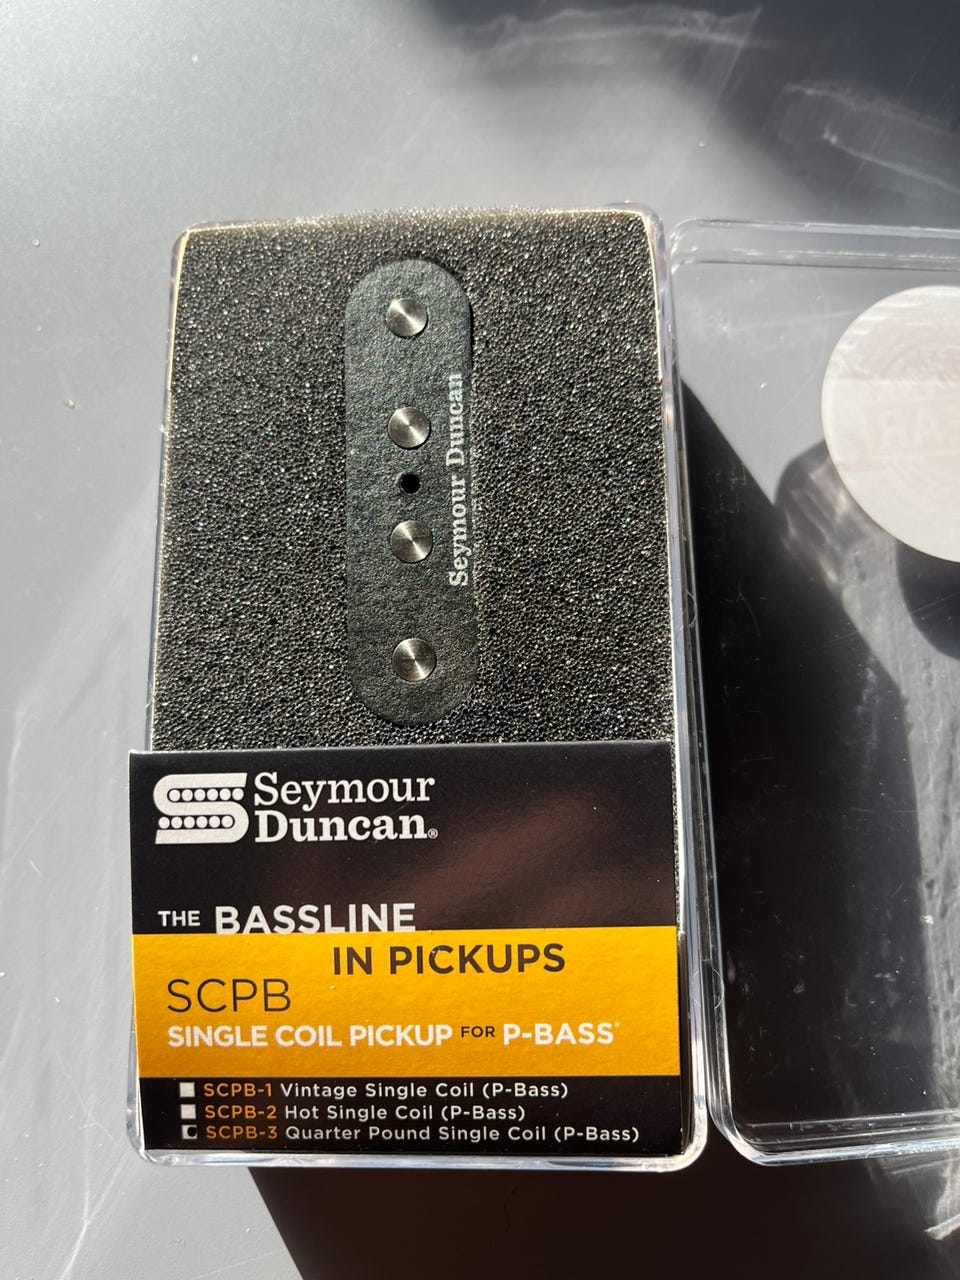 Seymour Duncan
Seymour
Duncan®
THE BASSLINE
IN PICKUPS
SCPB
SINGLE COIL PICKUP FOR P-BASS®
SCPB-1 Vintage Single Coil (P-Bass)
SCPB-2 Hot Single Coil (P-Bass)
SCPB-3 Quarter Pound Single Coil (P-Bass)